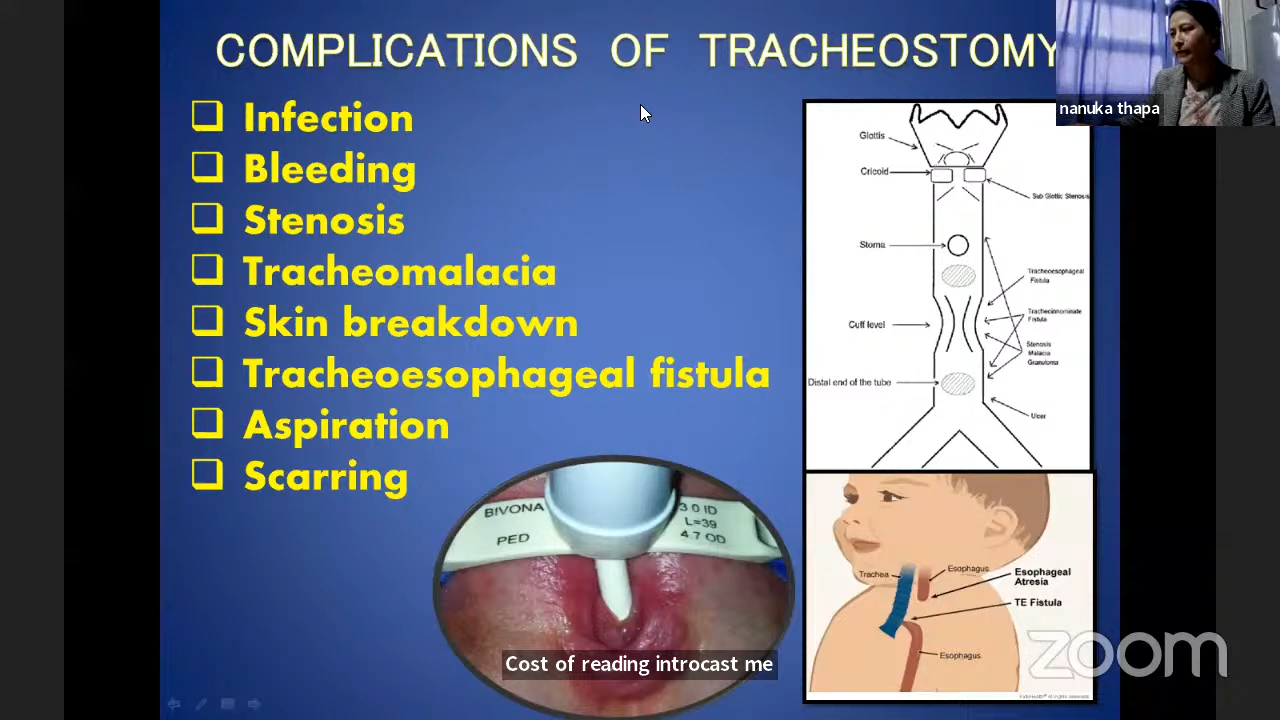 COMPLICATIONS OF TRACHEOSTOMY
nanuka thapa
Infection
Bleeding
Stenosis
Tracheomalacia
Skin breakdown
Tracheoesophageal fistula
Aspiration
Scarring
Glottis
Cricoid
Sub Glottic Stenosis
Stoma
Tracheoesophageal
Fistula
Tracheoinnominate
Fistula
Cuff level
Stenosis
Malacia
Granuloma
Distal end of the tube
Ulcer
BIVONA
PED
3.0 ID
L=39
4.7 OD
Trachea
Esophagus
Esophageal
Atresia
TE Fistula
Esophagus
Cost of reading introcast me
zoom